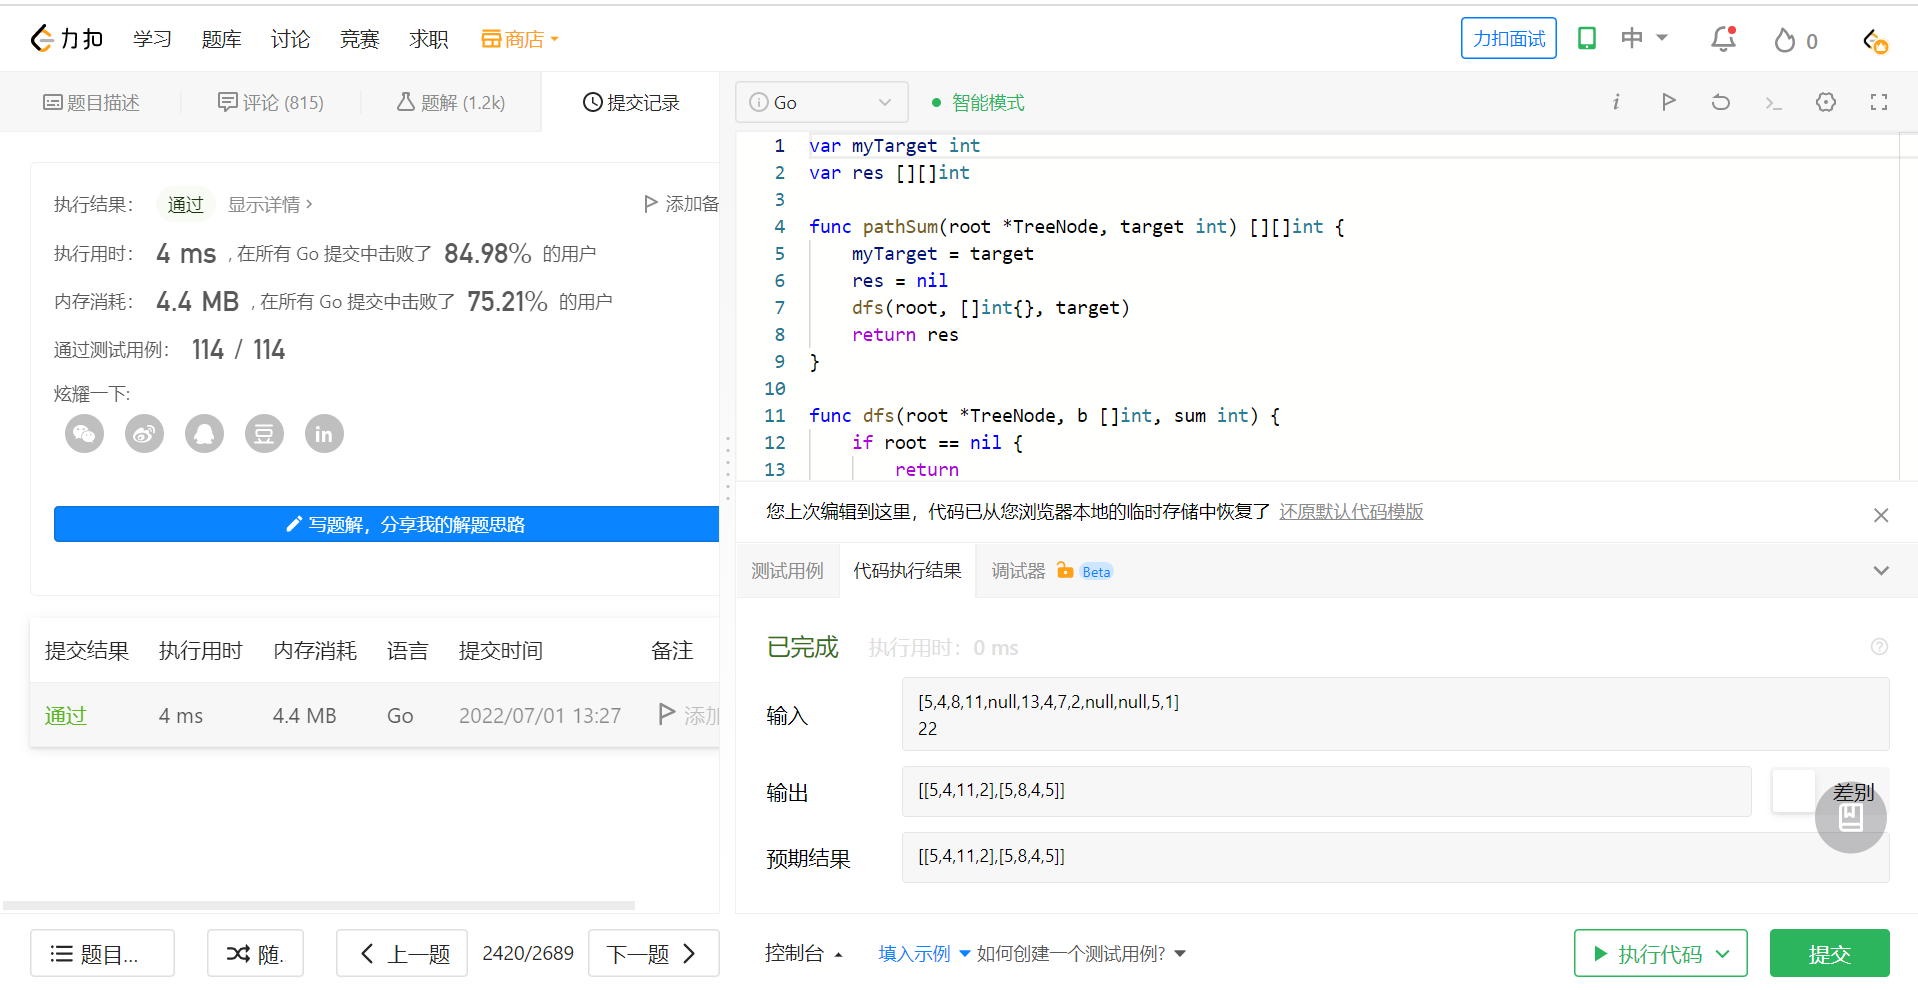 力扣 学习 题库 讨论 竞赛 求职 商店 力扣面试 中 0
题目描述 评论 (815) 题解 (1.2k) 提交记录
执行结果： 通过 显示详情 › 添加备
执行用时： 4 ms , 在所有 Go 提交中击败了 84.98% 的用户
内存消耗： 4.4 MB , 在所有 Go 提交中击败了 75.21% 的用户
通过测试用例： 114 / 114
炫耀一下:
豆 in
写题解，分享我的解题思路
提交结果 执行用时 内存消耗 语言 提交时间 备注
通过 4 ms 4.4 MB Go 2022/07/01 13:27 添加
题目... 随. 上一题 2420/2689 下一题
Go 智能模式 i
1 var myTarget int
2 var res [][]int
3
4 func pathSum(root *TreeNode, target int) [][]int {
5 myTarget = target
6 res = nil
7 dfs(root, []int{}, target)
8 return res
9 }
10
11 func dfs(root *TreeNode, b []int, sum int) {
12 if root == nil {
13 return
您上次编辑到这里，代码已从您浏览器本地的临时存储中恢复了 还原默认代码模版
测试用例 代码执行结果 调试器 Beta
已完成 执行用时：0 ms
输入
[5,4,8,11,null,13,4,7,2,null,null,5,1]
22
输出 [[5,4,11,2],[5,8,4,5]] 差别
预期结果 [[5,4,11,2],[5,8,4,5]]
控制台 填入示例 如何创建一个测试用例? 执行代码 提交